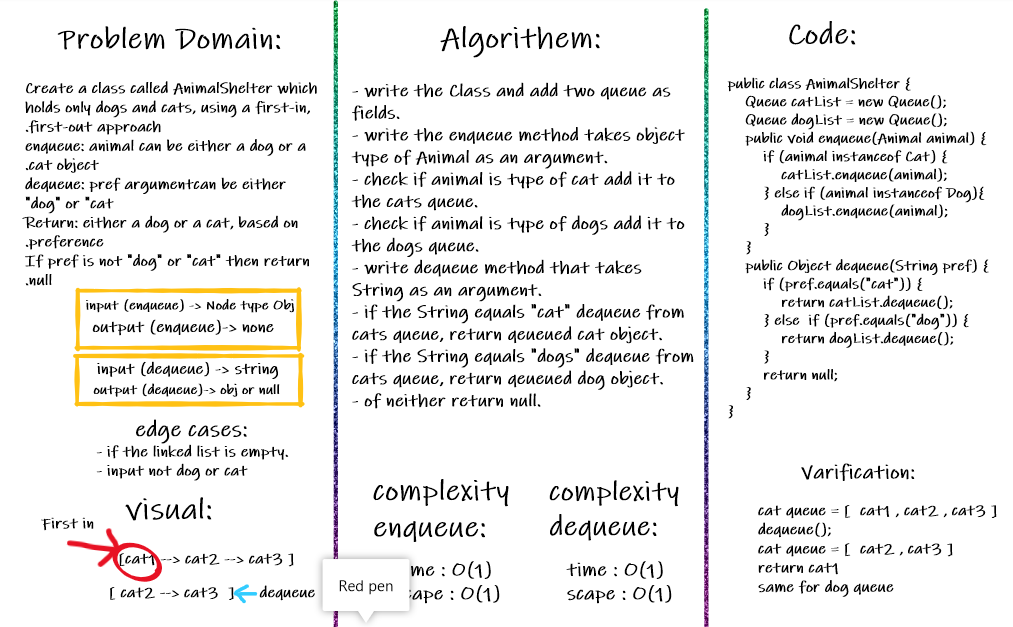 Problem Domain:
Create a class called AnimalShelter which
holds only dogs and cats, using a first-in,
.first-out approach
enqueue: animal can be either a dog or a
.cat object
dequeue: pref argumentcan be either
"dog" or "cat
Return: either a dog or a cat, based on
.preference
If pref is not "dog" or "cat" then return
.null
input (enqueue) -> Node type Obj
output (enqueue)-> none
input (dequeue) -> string
output (dequeue)-> obj or null
edge cases:
- if the linked list is empty.
- input not dog or cat
visual:
First in
[cat1 --> cat2 --> cat3 ]
[ cat2 --> cat3 ]
dequeue
Algorithem:
- write the Class and add two queue as
fields.
- write the enqueue method takes object
type of Animal as an argument.
- check if animal is type of cat add it to
the cats queue.
- check if animal is type of dogs add it to
the dogs queue.
- write dequeue method that takes
String as an argument.
- if the String equals "cat" dequeue from
cats queue, return qeueued cat object.
- if the String equals "dogs" dequeue from
cats queue, return qeueued dog object.
- of neither return null.
complexity
enqueue:
me : O(1)
cape : O(1)
Red pen
complexity
dequeue:
time : O(1)
scape : O(1)
Code:
public class AnimalShelter {
Queue catList = new Queue();
Queue dogList = new Queue();
public void enqueue(Animal animal) {
if (animal instanceof Cat) {
catList.enqueue(animal);
} else if (animal instanceof Dog){
dogList.enqueue(animal);
}
}
public Object dequeue(String pref) {
if (pref.equals("cat")) {
return catList.dequeue();
} else if (pref.equals("dog")) {
return dogList.dequeue();
}
return null;
}
}
Varification:
cat queue = [ cat1 , cat2 , cat3 ]
dequeue();
cat queue = [ cat2 , cat3 ]
return cat1
same for dog queue